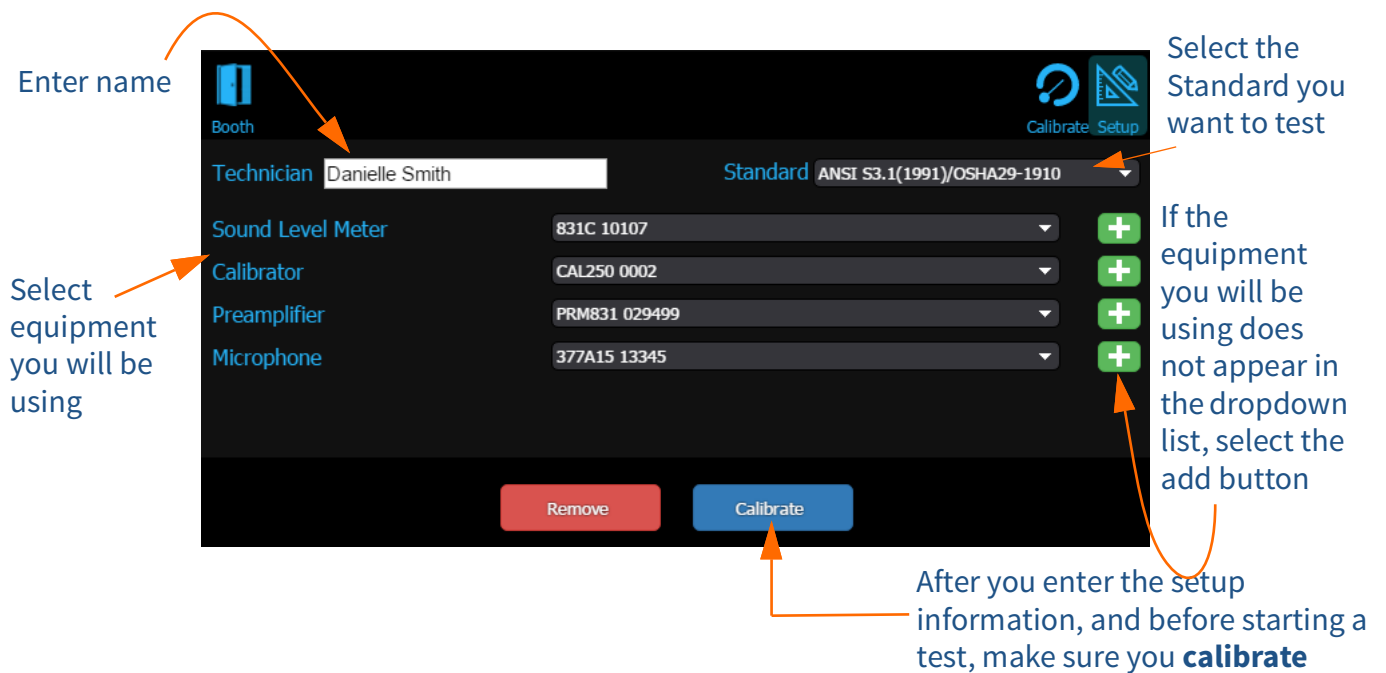 Enter name
Select the
Standard you
want to test
Booth
Calibrate Setup
Technician Danielle Smith
Standard ANSI S3.1(1991)/OSHA29-1910
Sound Level Meter 831C 10107
Calibrator CAL250 0002
Preamplifier PRM831 029499
Microphone 377A15 13345
Select
equipment
you will be
using
If the
equipment
you will be
using does
not appear in
the dropdown
list, select the
add button
Remove
Calibrate
After you enter the setup
information, and before starting a
test, make sure you calibrate